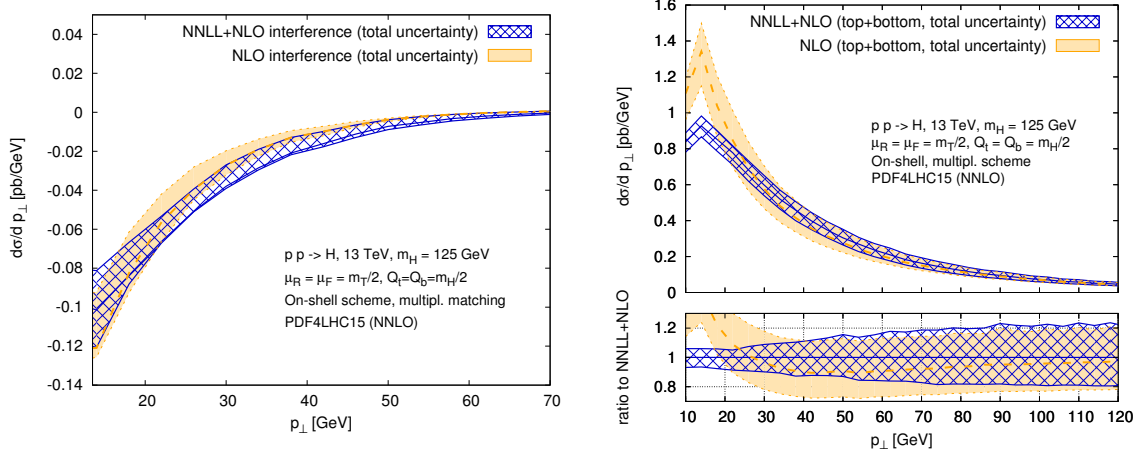 NNLL+NLO interference (total uncertainty)
NLO interference (total uncertainty)
0.04
0.02
0
-0.02
-0.04
-0.06
-0.08
-0.1
-0.12
-0.14
dσ/d p⊥ [pb/GeV]
p p -> H, 13 TeV, mH = 125 GeV
μR = μF = mT/2, Qt=Qb=mH/2
On-shell scheme, multipl. matching
PDF4LHC15 (NNLO)
20 30 40 50 60 70
p⊥ [GeV]
NNLL+NLO (top+bottom, total uncertainty)
NLO (top+bottom, total uncertainty)
1.6
1.4
1.2
1
0.8
0.6
0.4
0.2
0
dσ/d p⊥ [pb/GeV]
p p -> H, 13 TeV, mH = 125 GeV
μR = μF = mT/2, Qt = Qb = mH/2
On-shell, multipl. scheme
PDF4LHC15 (NNLO)
ratio to NNLL+NLO
1.2
1
0.8
10 20 30 40 50 60 70 80 90 100 110 120
p⊥ [GeV]